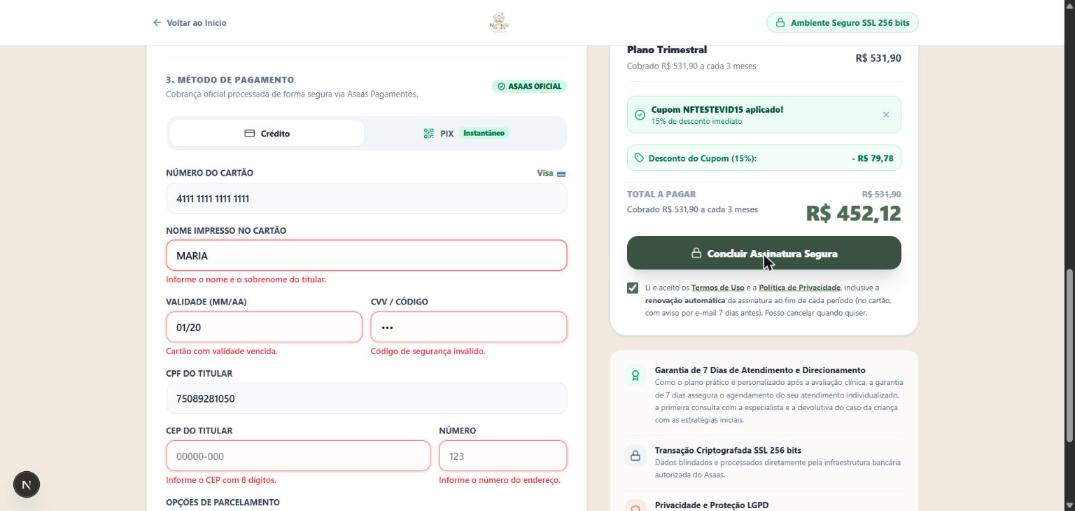 Voltar ao Início
Ambiente Seguro SSL 256 bits
3. MÉTODO DE PAGAMENTO
Cobrança oficial processada de forma segura via Asaas Pagamentos.
ASAAS OFICIAL
Crédito
PIX Instantâneo
NÚMERO DO CARTÃO
Visa
4111 1111 1111 1111
NOME IMPRESSO NO CARTÃO
MARIA
Informe o nome e o sobrenome do titular.
VALIDADE (MM/AA)
CVV / CÓDIGO
01/20
•••
Cartão com validade vencida.
Código de segurança inválido.
CPF DO TITULAR
75089281050
CEP DO TITULAR
NÚMERO
00000-000
123
Informe o CEP com 8 dígitos.
Informe o número do endereço.
OPÇÕES DE PARCELAMENTO
N
Plano Trimestral
Cobrado R$ 531,90 a cada 3 meses
R$ 531,90
Cupom NFTESTEVID15 aplicado!
15% de desconto imediato
Desconto do Cupom (15%):
- R$ 79,78
TOTAL A PAGAR
R$ 531,90
Cobrado R$ 531,90 a cada 3 meses
R$ 452,12
Concluir Assinatura Segura
Li e aceito os Termos de Uso e a Política de Privacidade, inclusive a
renovação automática da assinatura ao fim de cada período (no cartão,
com aviso por e-mail 7 dias antes). Posso cancelar quando quiser.
Garantia de 7 Dias de Atendimento e Direcionamento
Como o plano prático é personalizado após a avaliação clínica, a garantia
de 7 dias assegura o agendamento do seu atendimento individualizado,
a primeira consulta com a especialista e a devolutiva do caso da criança
com as estratégias iniciais.
Transação Criptografada SSL 256 bits
Dados blindados e processados diretamente pela infraestrutura bancária
autorizada do Asaas.
Privacidade e Proteção LGPD